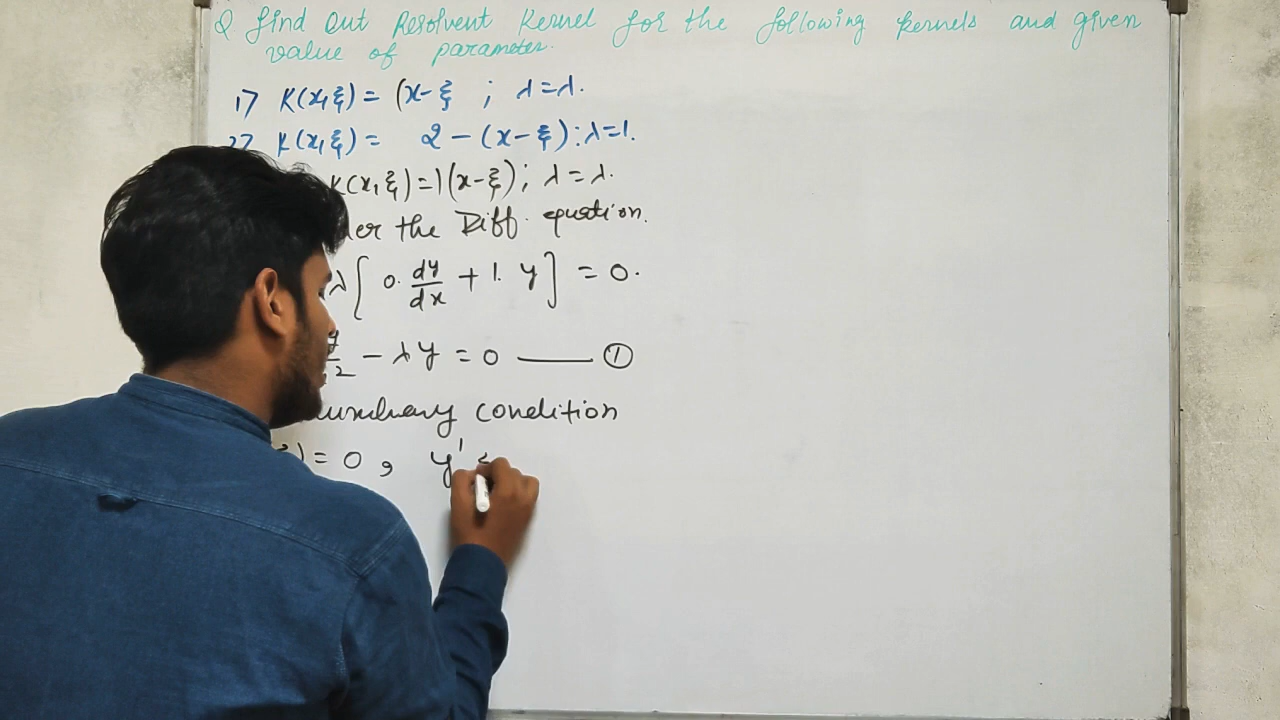 Q find out Resolvent Kernel for the following kernels and given
value of parameter.
1) K(x,ξ) = (x-ξ ; λ=λ.
2) K(x,ξ) = 2 - (x-ξ) : λ=1.
K(x,ξ) = 1(x-ξ) ; λ = λ.
the Diff. equation.
λ[ 0. dy/dx + 1. y ] = 0.
- λy = 0 —— ①
condition
) = 0 , y'